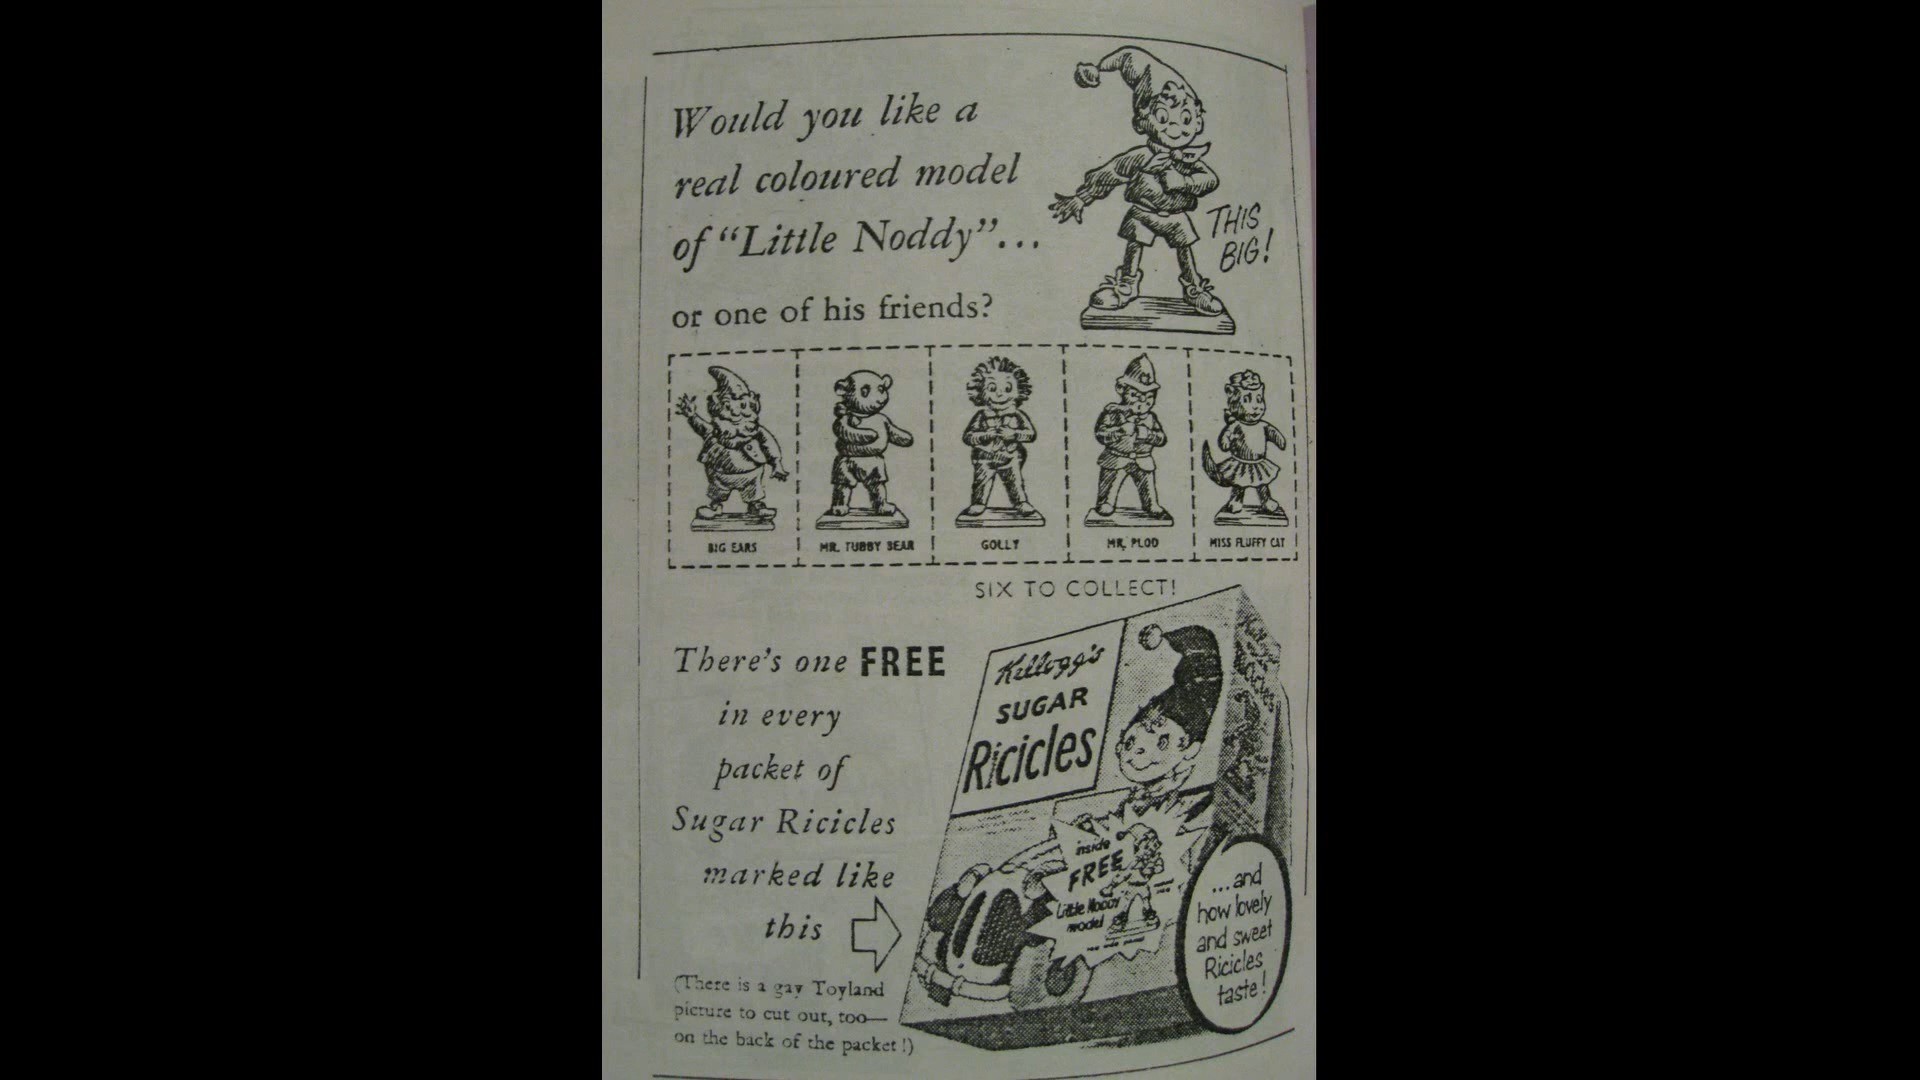 Would you like a
real coloured model
of "Little Noddy"...
or one of his friends?
THIS
BIG!
BIG EARS
MR. TUBBY BEAR
GOLLY
MR. PLOD
MISS FLUFFY CAT
SIX TO COLLECT!
There's one FREE
in every
packet of
Sugar Ricicles
marked like
this
(There is a gay Toyland
picture to cut out, too—
on the back of the packet!)
Kellogg's
SUGAR
Ricicles
inside
FREE
Little Noddy
model
...and
how lovely
and sweet
Ricicles
taste!